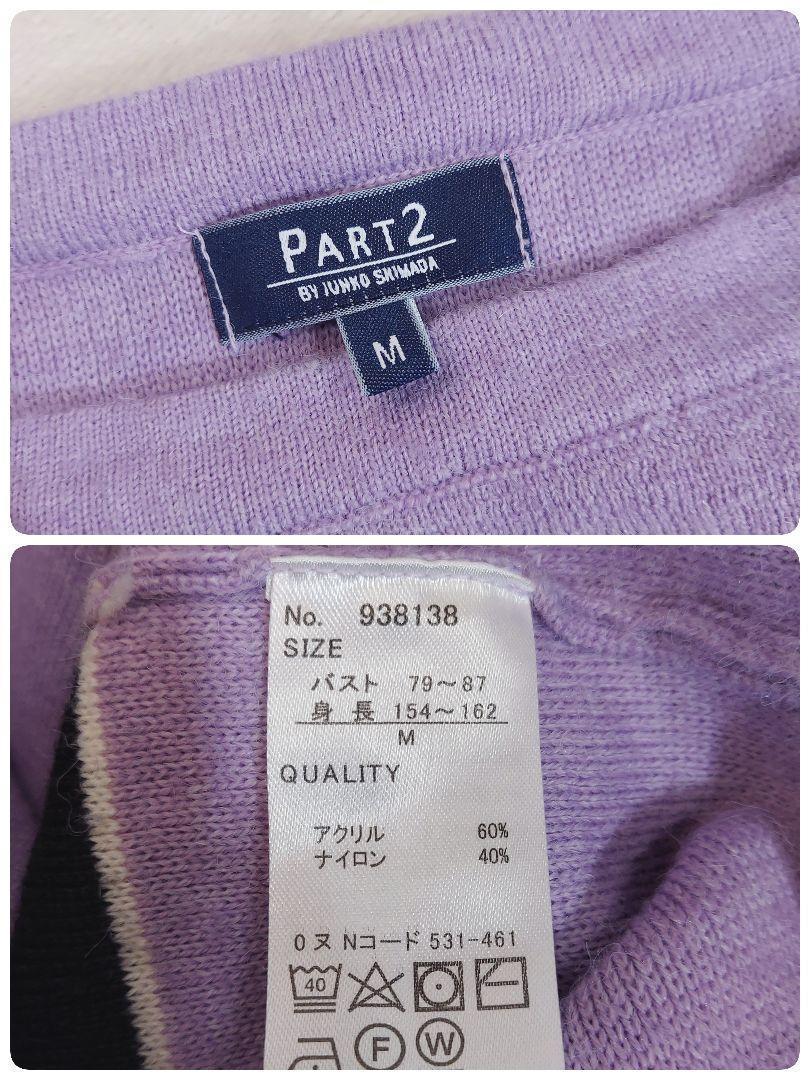 PART2
BY JUNKO SHIMADA
M
No. 938138
SIZE
バスト 79～87
身長 154～162
M
QUALITY
アクリル 60%
ナイロン 40%
0ヌ Nコード 531-461
40
F W